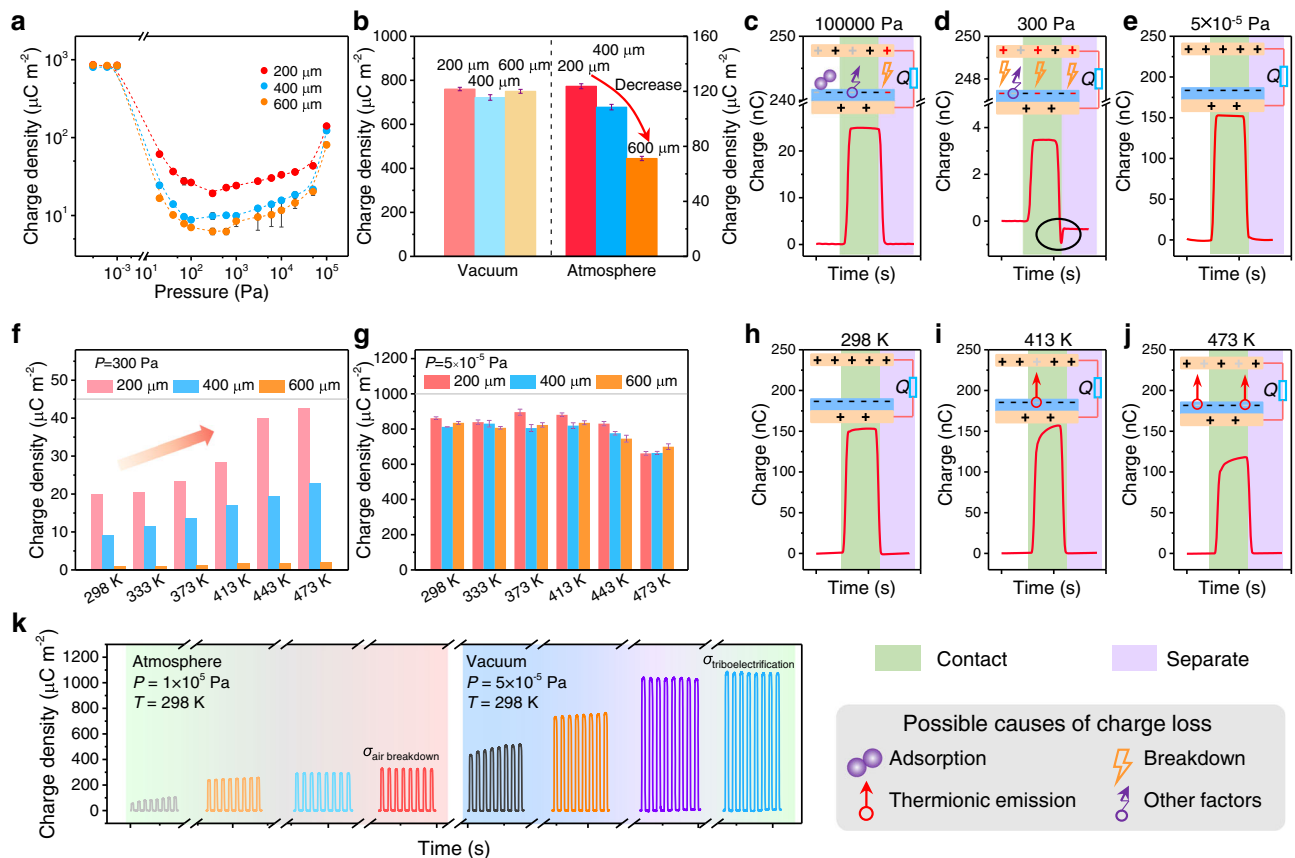 a
Charge density (μC m⁻²)
10³
10²
10¹
200 μm
400 μm
600 μm
10⁻³ 10¹ 10² 10³ 10⁴ 10⁵
Pressure (Pa)
b
Charge density (μC m⁻²)
1000
800
600
400
200
0
200 μm
400 μm
600 μm
400 μm
200 μm
Decrease
600 μm
160
120
80
40
0
Charge density (μC m⁻²)
Vacuum
Atmosphere
c
100000 Pa
Charge (nC)
250
240
20
10
0
Q
+ + + + +
- - - - - -
+ +
Time (s)
d
300 Pa
Charge (nC)
250
248
246
4
2
0
Q
+ + + + +
- - - - - -
+ +
Time (s)
e
5×10⁻⁵ Pa
Charge (nC)
250
200
150
100
50
0
Q
+ + + + +
- - - - - -
+ +
Time (s)
f
Charge density (μC m⁻²)
P=300 Pa
200 μm 400 μm 600 μm
50
40
30
20
10
0
298 K 333 K 373 K 413 K 443 K 473 K
g
Charge density (μC m⁻²)
P=5×10⁻⁵ Pa
200 μm 400 μm 600 μm
1200
1000
800
600
400
200
0
298 K 333 K 373 K 413 K 443 K 473 K
h
298 K
Charge (nC)
250
200
150
100
50
0
Q
+ + + + +
- - - - - -
+ +
Time (s)
i
413 K
Charge (nC)
250
200
150
100
50
0
Q
+ + + + +
- - - - - -
+ +
Time (s)
j
473 K
Charge (nC)
250
200
150
100
50
0
Q
+ + + + +
- - - - - -
+ +
Time (s)
k
Charge density (μC m⁻²)
1200
1000
800
600
400
200
0
Atmosphere
P = 1×10⁵ Pa
T = 298 K
σair breakdown
Vacuum
P = 5×10⁻⁵ Pa
T = 298 K
σtriboelectrification
Time (s)
Contact
Separate
Possible causes of charge loss
Adsorption
Breakdown
Thermionic emission
Other factors